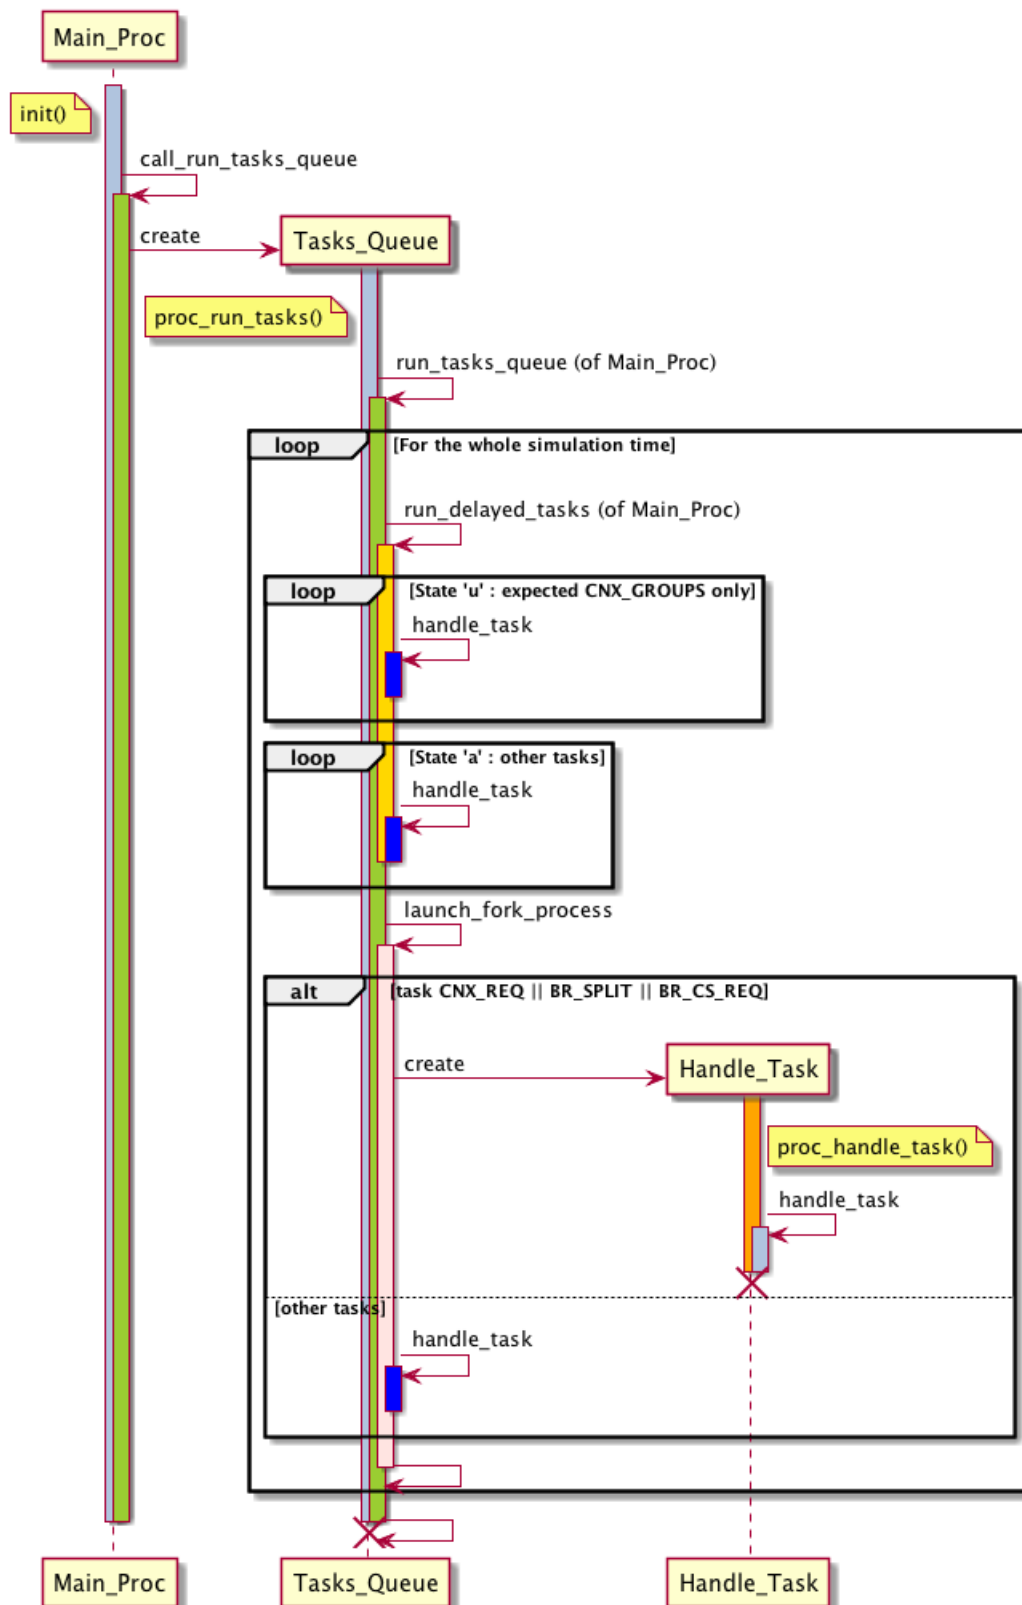 Main_Proc
init()
call_run_tasks_queue
create
Tasks_Queue
proc_run_tasks()
run_tasks_queue (of Main_Proc)
loop
[For the whole simulation time]
run_delayed_tasks (of Main_Proc)
loop
[State 'u' : expected CNX_GROUPS only]
handle_task
loop
[State 'a' : other tasks]
handle_task
launch_fork_process
alt
[task CNX_REQ || BR_SPLIT || BR_CS_REQ]
create
Handle_Task
proc_handle_task()
handle_task
[other tasks]
handle_task
Main_Proc
Tasks_Queue
Handle_Task